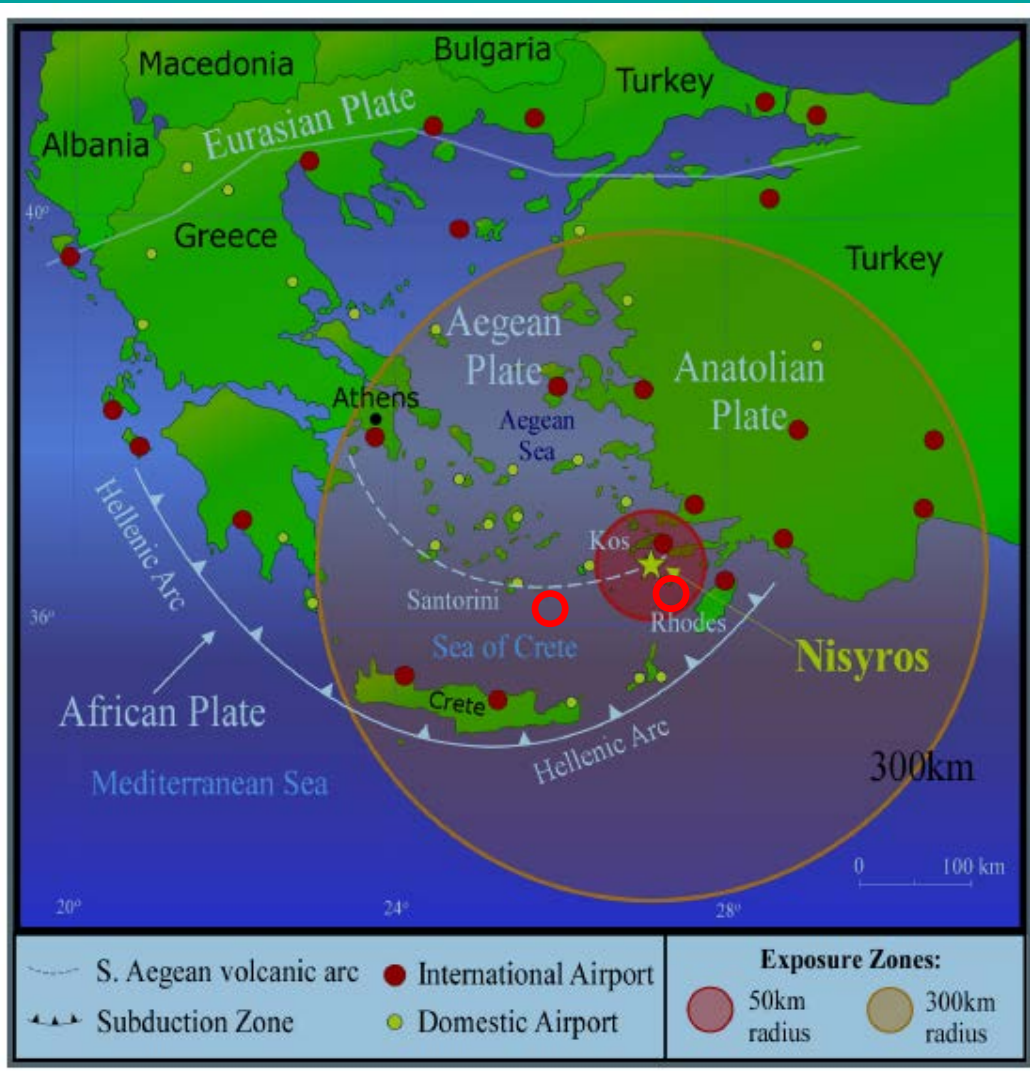 Bulgaria
Macedonia
Turkey
Eurasian Plate
Albania
40°
Greece
Turkey
Aegean
Plate
Anatolian
Plate
Athens
Aegean
Sea
Hellenic Arc
Kos
Santorini
Rhodes
36°
Sea of Crete
Nisyros
African Plate
Crete
Hellenic Arc
300km
Mediterranean Sea
0 100 km
20° 24° 28°
S. Aegean volcanic arc
International Airport
Subduction Zone
Domestic Airport
Exposure Zones:
50km
radius
300km
radius